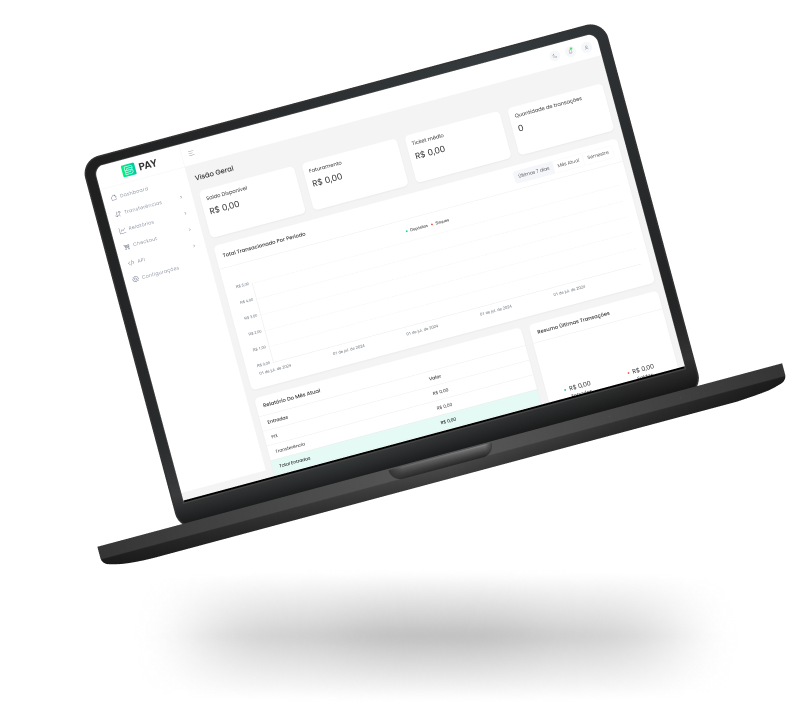 PAY
Dashboard
Transferências
Relatórios
Checkout
API
Configurações
Visão Geral
Saldo Disponível
R$ 0,00
Faturamento
R$ 0,00
Ticket médio
R$ 0,00
Quantidade de transações
0
Últimos 7 dias Mês Atual Semestre
Total Transacionado Por Período
Depósitos Saques
R$ 5,00
R$ 4,00
R$ 3,00
R$ 2,00
R$ 1,00
R$ 0,00
01 de jul. de 2024
01 de jul. de 2024
01 de jul. de 2024
01 de jul. de 2024
01 de jul. de 2024
Relatório Do Mês Atual
Valor
Entradas
R$ 0,00
PIX
R$ 0,00
Transferência
R$ 0,00
Total Entradas
Resumo Últimas Transações
R$ 0,00
R$ 0,00